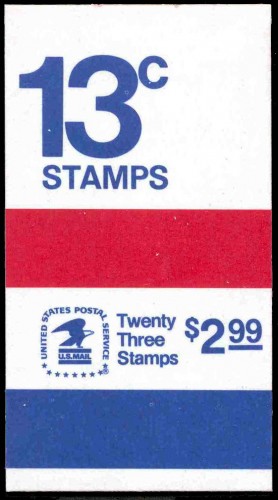 13c
STAMPS
UNITED STATES POSTAL SERVICE
U.S.MAIL
®
Twenty
Three
Stamps
$2.99